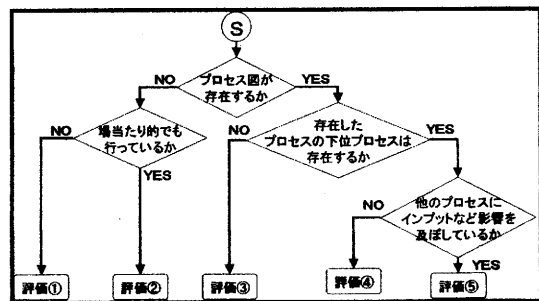 S
プロセス図が
存在するか
NO
YES
場当たり的でも
行っているか
NO
YES
存在した
プロセスの下位プロセスは
存在するか
NO
YES
他のプロセスに
インプットなど影響を
及ぼしているか
NO
YES
評価①
評価②
評価③
評価④
評価⑤